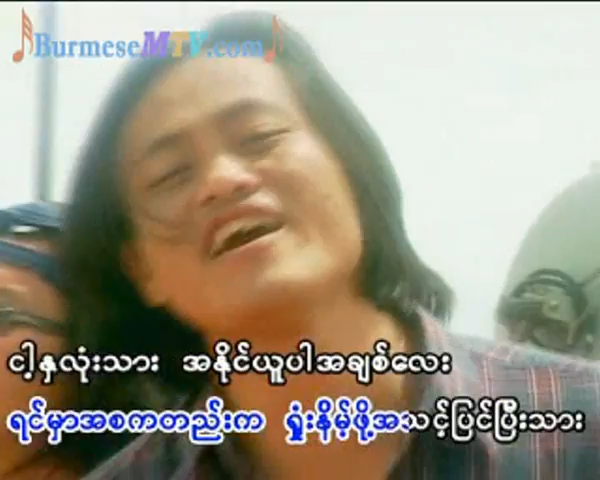 BurmeseMTV.com
ငါ့နှလုံးသား အနိုင်ယူပါအချစ်လေး
ရင်မှာအစကတည်းက ရှုံးနိမ့်ဖို့အသင့်ပြင်ပြီးသား